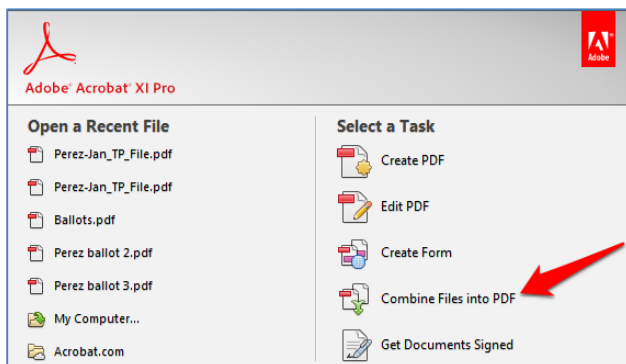 Adobe
Adobe® Acrobat® XI Pro
Open a Recent File
Perez-Jan_TP_File.pdf
Perez-Jan_TP_File.pdf
Ballots.pdf
Perez ballot 2.pdf
Perez ballot 3.pdf
My Computer...
Acrobat.com
Select a Task
Create PDF
Edit PDF
Create Form
Combine Files into PDF
Get Documents Signed